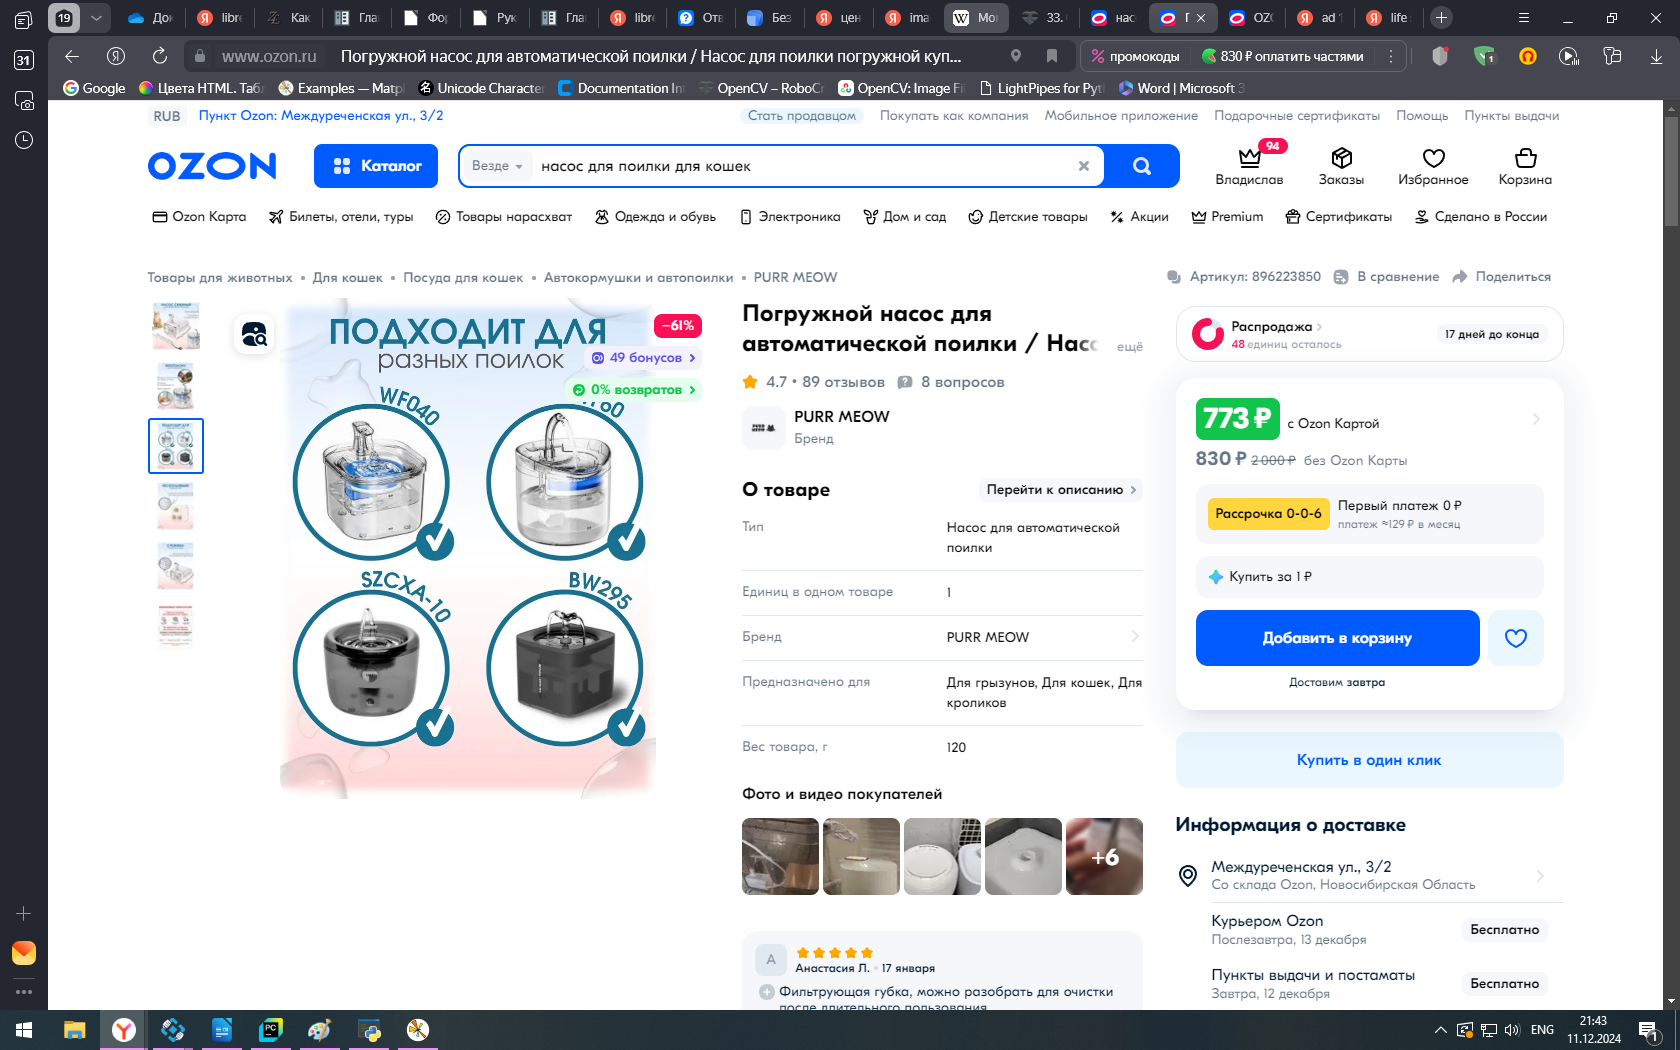 19
Док
libre
Как
Гла
Фор
Рук
Гла
libre
Отв
Без
цен
ima
Мог
33.
нас
П
OZO
ad
life
www.ozon.ru
Погружной насос для автоматической поилки / Насос для поилки погружной куп...
промокоды
830 ₽ оплатить частями
31
Google
Цвета HTML. Табл
Examples — Matpl
Unicode Character
Documentation In
OpenCV – RoboCr
OpenCV: Image Fi
LightPipes for Pyt
Word | Microsoft 3
RUB
Пункт Ozon: Междуреченская ул., 3/2
Стать продавцом
Покупать как компания
Мобильное приложение
Подарочные сертификаты
Помощь
Пункты выдачи
OZON
Каталог
Везде
насос для поилки для кошек
94
Владислав
Заказы
Избранное
Корзина
Ozon Карта
Билеты, отели, туры
Товары нарасхват
Одежда и обувь
Электроника
Дом и сад
Детские товары
Акции
Premium
Сертификаты
Сделано в России
Товары для животных • Для кошек • Посуда для кошек • Автокормушки и автопоилки • PURR MEOW
Артикул: 896223850
В сравнение
Поделиться
ПОДХОДИТ ДЛЯ
разных поилок
–61%
49 бонусов
0% возвратов
WF040
SZCXA-10
BW295
Погружной насос для
автоматической поилки / Насс
ещё
4.7 • 89 отзывов
8 вопросов
PURR MEOW
Бренд
О товаре
Перейти к описанию
Тип
Насос для автоматической
поилки
Единиц в одном товаре
1
Бренд
PURR MEOW
Предназначено для
Для грызунов, Для кошек, Для
кроликов
Вес товара, г
120
Фото и видео покупателей
+6
А
Анастасия Л. • 17 января
Фильтрующая губка, можно разобрать для очистки
после длительного пользования
Распродажа
48 единиц осталось
17 дней до конца
773 ₽
с Ozon Картой
830 ₽ 2 000 ₽ без Ozon Карты
Рассрочка 0-0-6
Первый платеж 0 ₽
платеж ≈129 ₽ в месяц
Купить за 1 ₽
Добавить в корзину
Доставим завтра
Купить в один клик
Информация о доставке
Междуреченская ул., 3/2
Со склада Ozon, Новосибирская Область
Курьером Ozon
Послезавтра, 13 декабря
Бесплатно
Пункты выдачи и постаматы
Завтра, 12 декабря
Бесплатно
ENG
21:43
11.12.2024
1